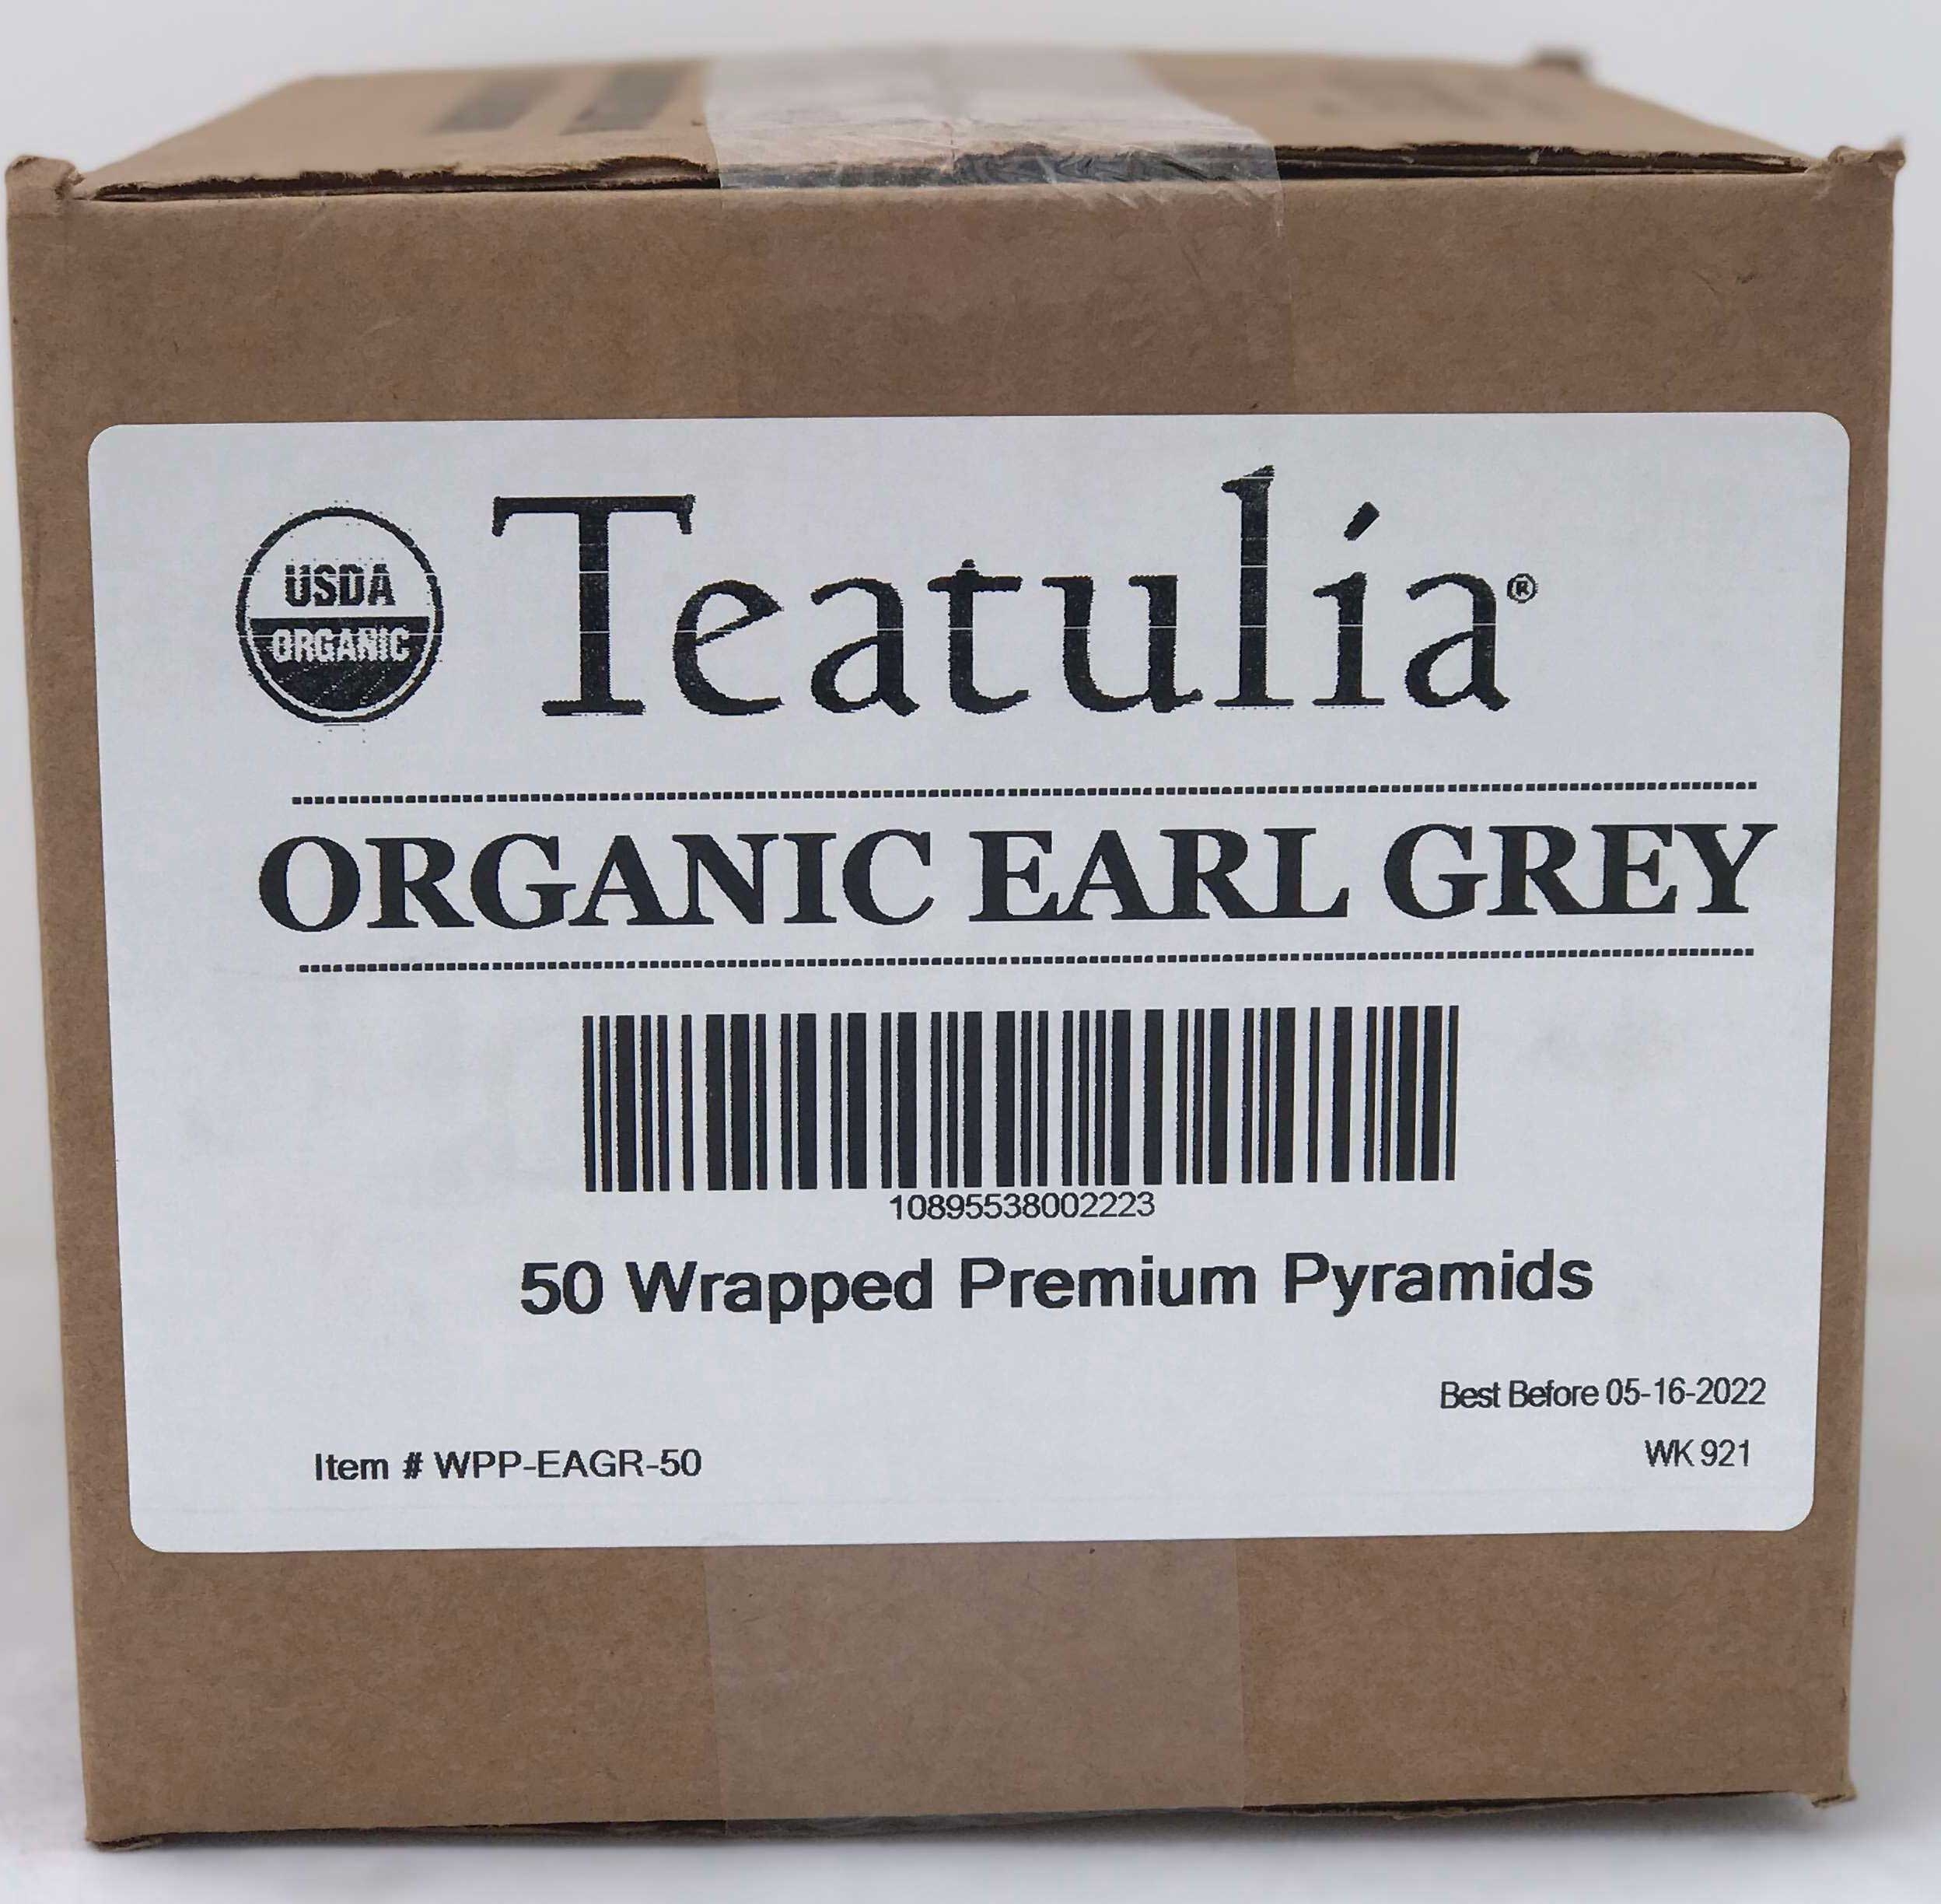 USDA
ORGANIC
Teatulia®
ORGANIC EARL GREY
10895538002223
50 Wrapped Premium Pyramids
Best Before 05-16-2022
Item # WPP-EAGR-50
WK 921